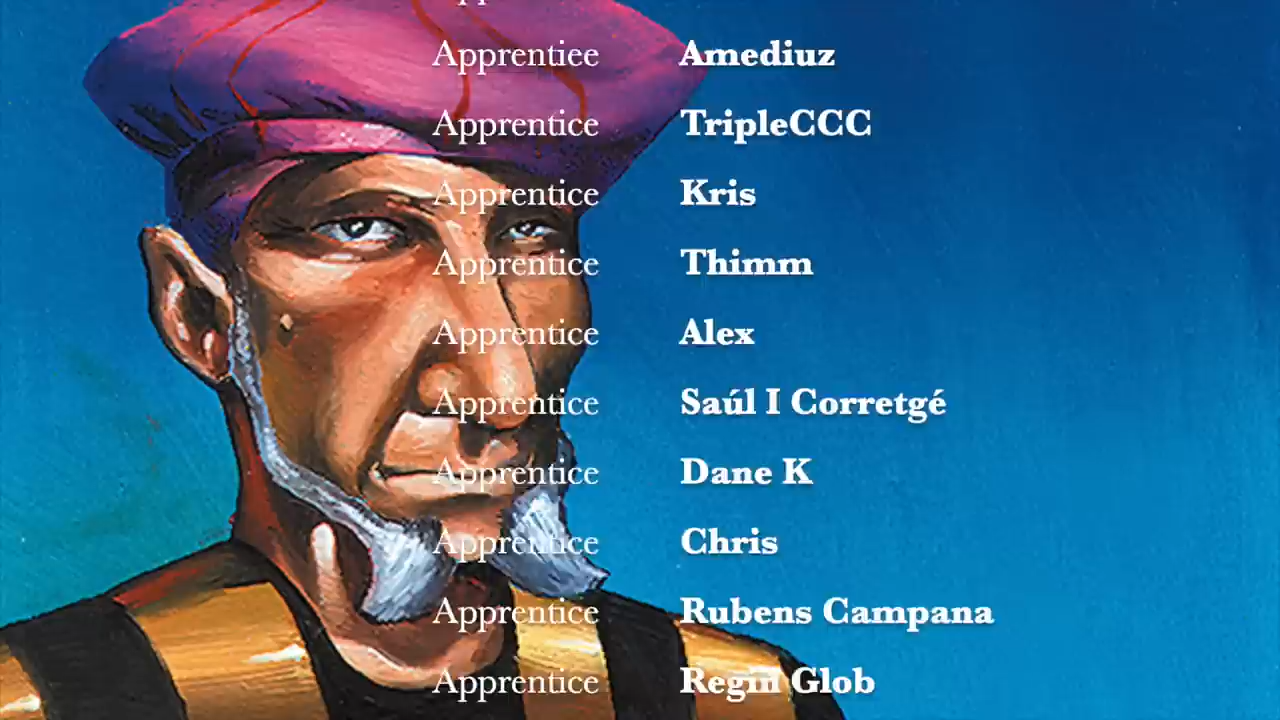 Apprentiee Amediuz
Apprentice TripleCCC
Apprentice Kris
Apprentice Thimm
Apprentice Alex
Apprentice Saúl I Corretgé
Apprentice Dane K
Apprentice Chris
Apprentice Rubens Campana
Apprentice Glob